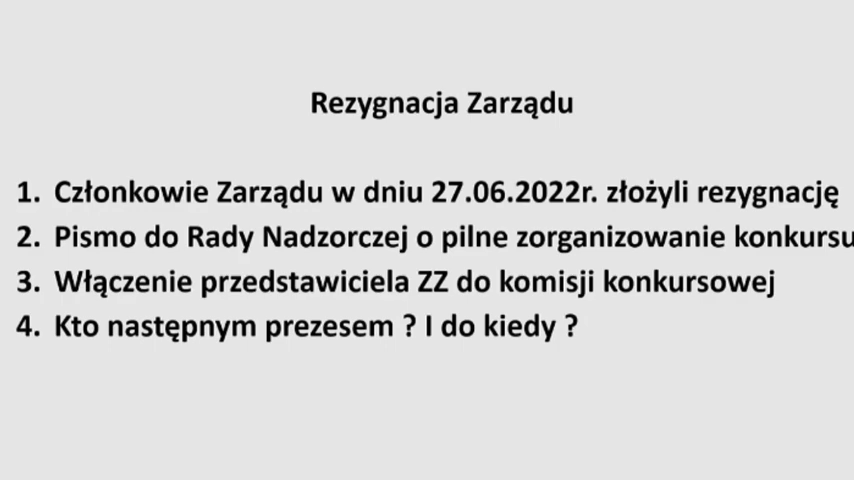 Rezygnacja Zarządu
1. Członkowie Zarządu w dniu 27.06.2022r. złożyli rezygnację
2. Pismo do Rady Nadzorczej o pilne zorganizowanie konkursu
3. Włączenie przedstawiciela ZZ do komisji konkursowej
4. Kto następnym prezesem ? I do kiedy ?